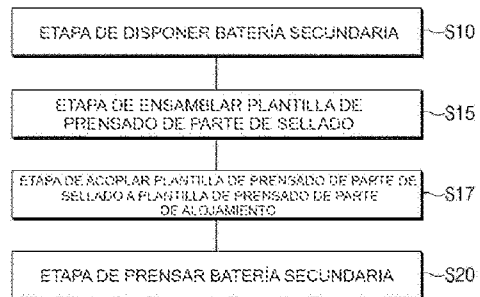 ETAPA DE DISPONER BATERÍA SECUNDARIA
S10
ETAPA DE ENSAMBLAR PLANTILLA DE
PRENSADO DE PARTE DE SELLADO
S15
ETAPA DE ACOPLAR PLANTILLA DE PRENSADO DE PARTE DE
SELLADO A PLANTILLA DE PRENSADO DE PARTE
DE ALOJAMIENTO
S17
ETAPA DE PRENSAR BATERÍA SECUNDARIA
S20